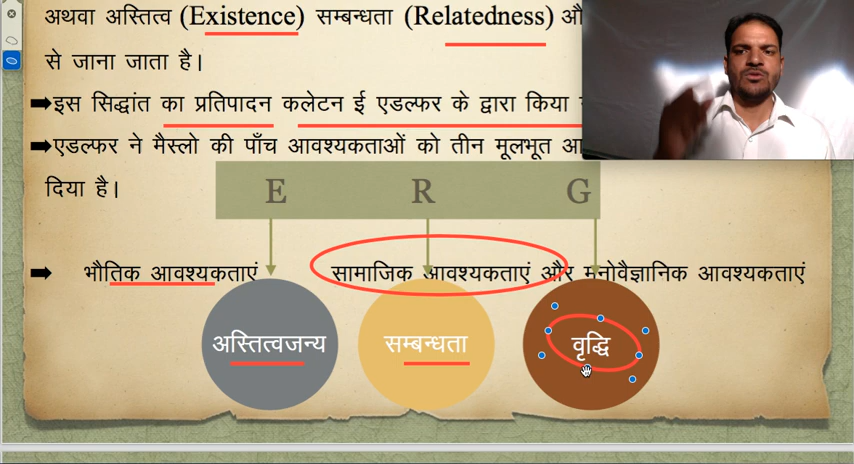 अथवा अस्तित्व (Existence) सम्बन्धता (Relatedness) औ
से जाना जाता है।
➡इस सिद्धांत का प्रतिपादन कलेटन ई एडल्फर के द्वारा किया
➡एडल्फर ने मैस्लो की पाँच आवश्यकताओं को तीन मूलभूत आ
दिया है।
E R G
➡ भौतिक आवश्यकताएं सामाजिक आवश्यकताएं और मनोवैज्ञानिक आवश्यकताएं
अस्तित्वजन्य सम्बन्धता वृद्धि